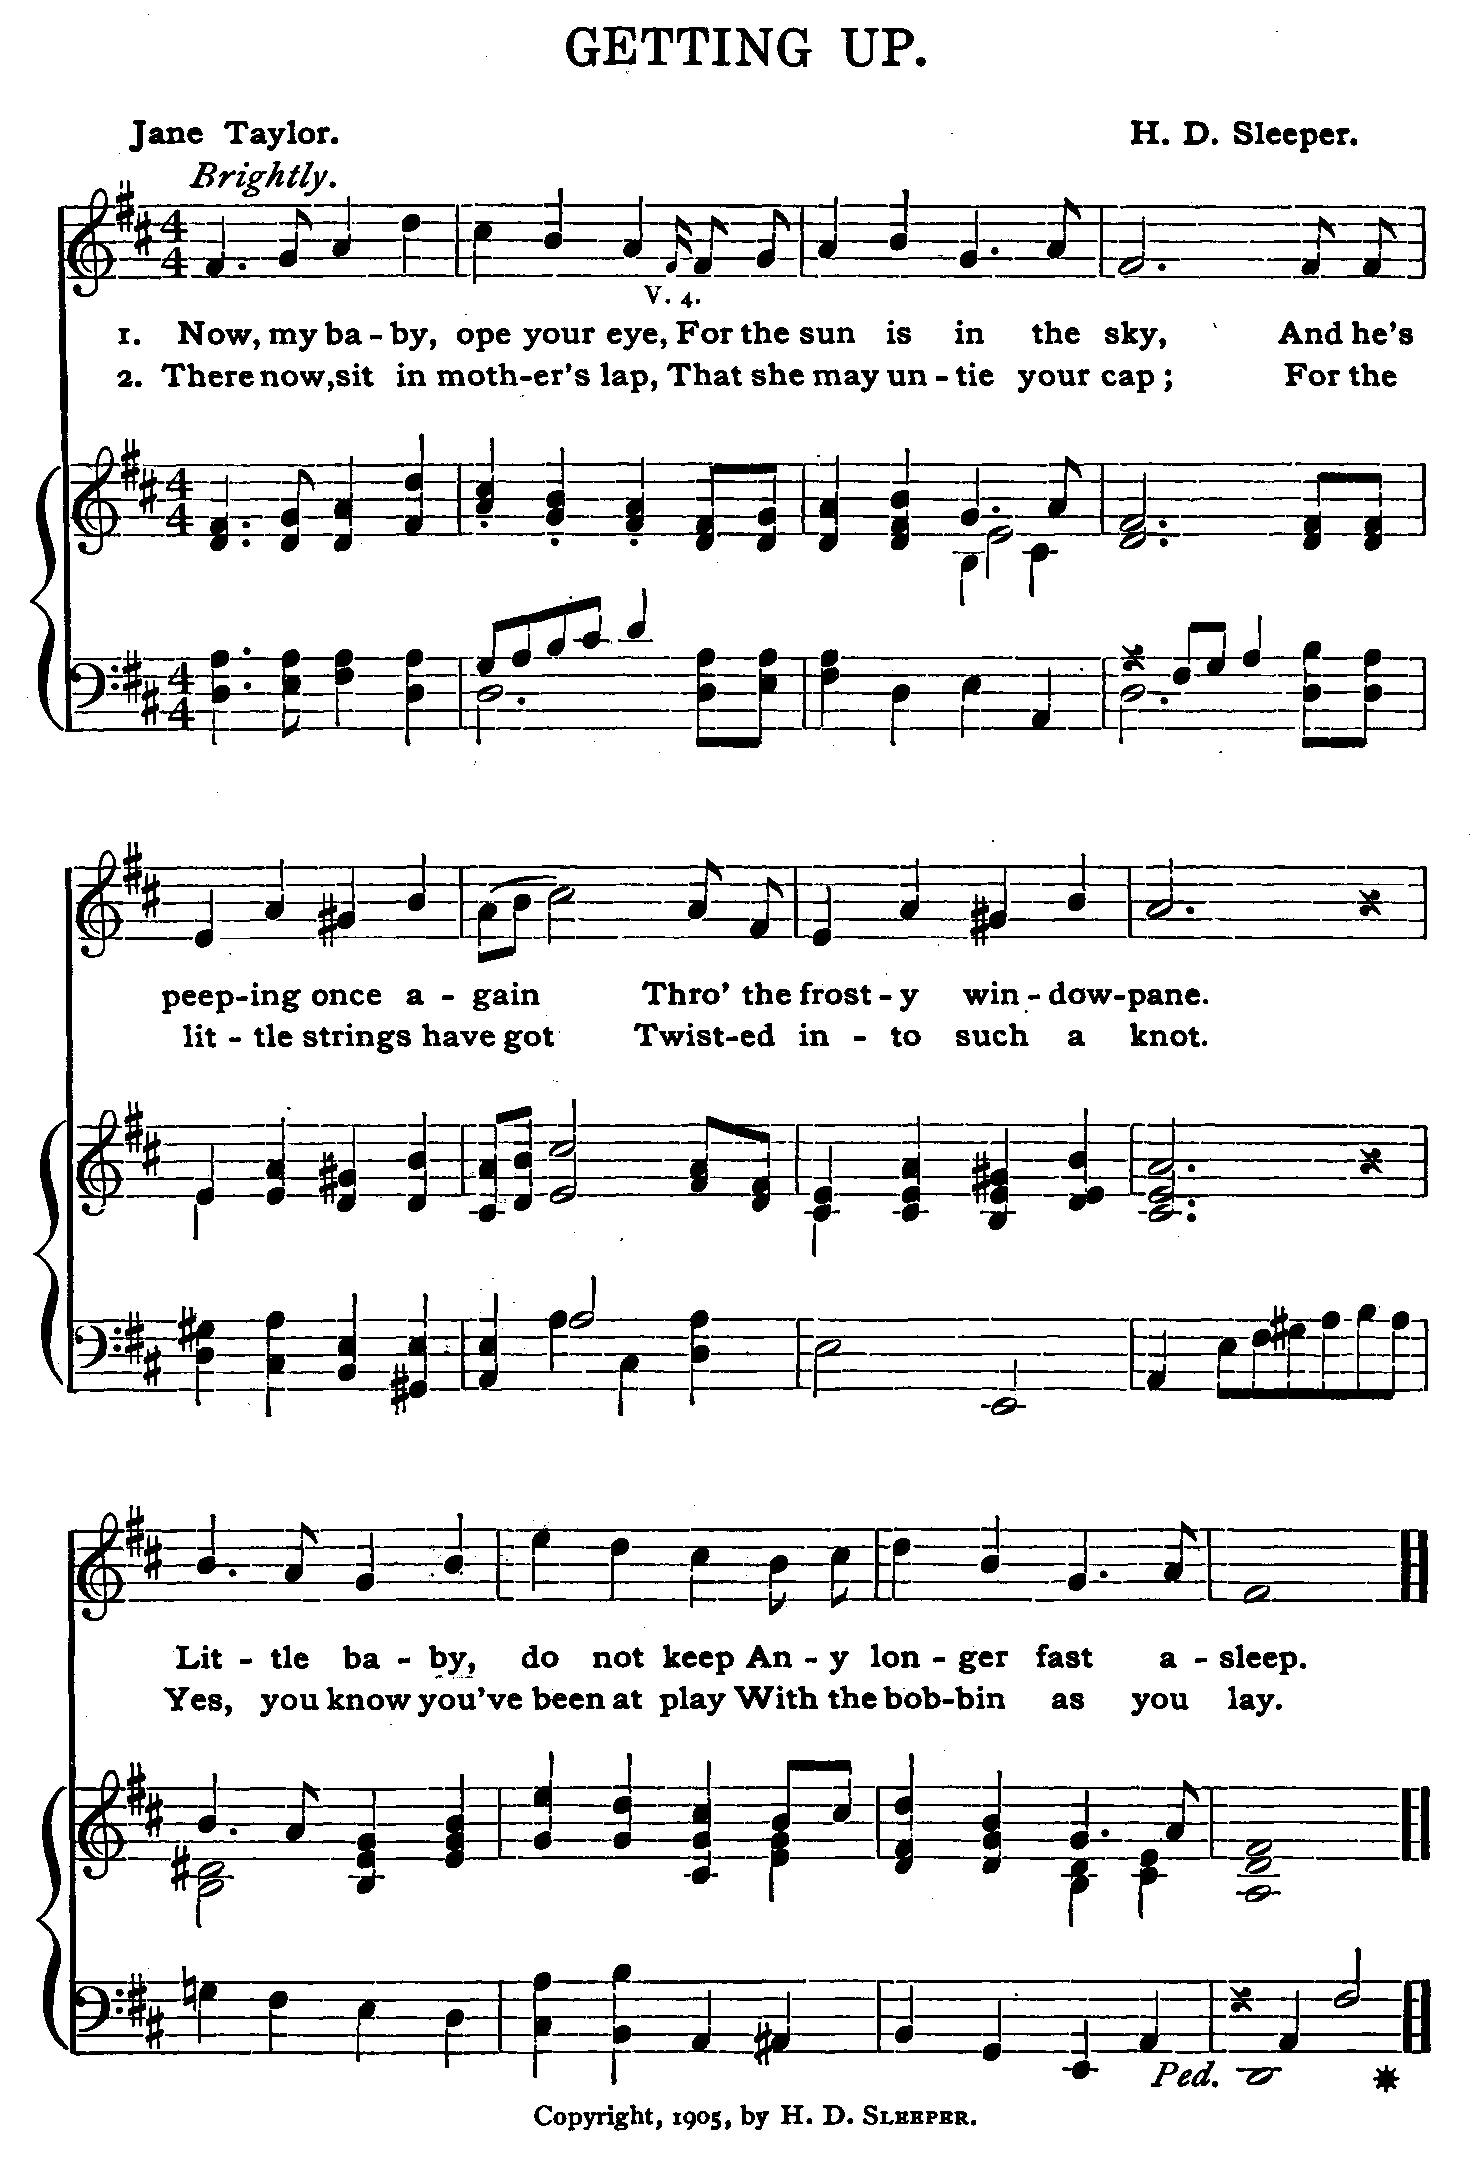 GETTING UP.
Jane Taylor. H. D. Sleeper.
Brightly.
V. 4.
1. Now, my ba - by, ope your eye, For the sun is in the sky, And he's
2. There now, sit in moth-er's lap, That she may un - tie your cap; For the
peep-ing once a - gain Thro' the frost - y win - dow-pane.
lit - tle strings have got Twist-ed in - to such a knot.
Lit - tle ba - by, do not keep An - y lon - ger fast a - sleep.
Yes, you know you've been at play With the bob-bin as you lay.
Ped.
Copyright, 1905, by H. D. SLEEPER.